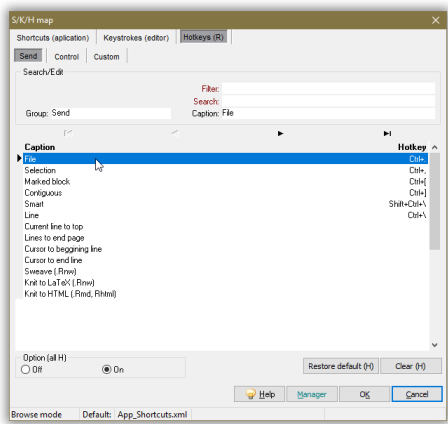 S/K/H map
Shortcuts (aplication) Keystrokes (editor) Hotkeys (R)
Send Control Custom
Search/Edit
Filter:
Search:
Group: Send Caption: File
Caption Hotkey
File Ctrl+.
Selection Ctrl+,
Marked block Ctrl+[
Contiguous Ctrl+]
Smart Shift+Ctrl+\
Line Ctrl+\
Current line to top
Lines to end page
Cursor to beggining line
Cursor to end line
Sweave (.Rnw)
Knit to LaTeX (.Rnw)
Knit to HTML (.Rmd, Rhtml)
Option (all H)
Off On
Restore default (H) Clear (H)
Help Manager OK Cancel
Browse mode Default: App_Shortcuts.xml